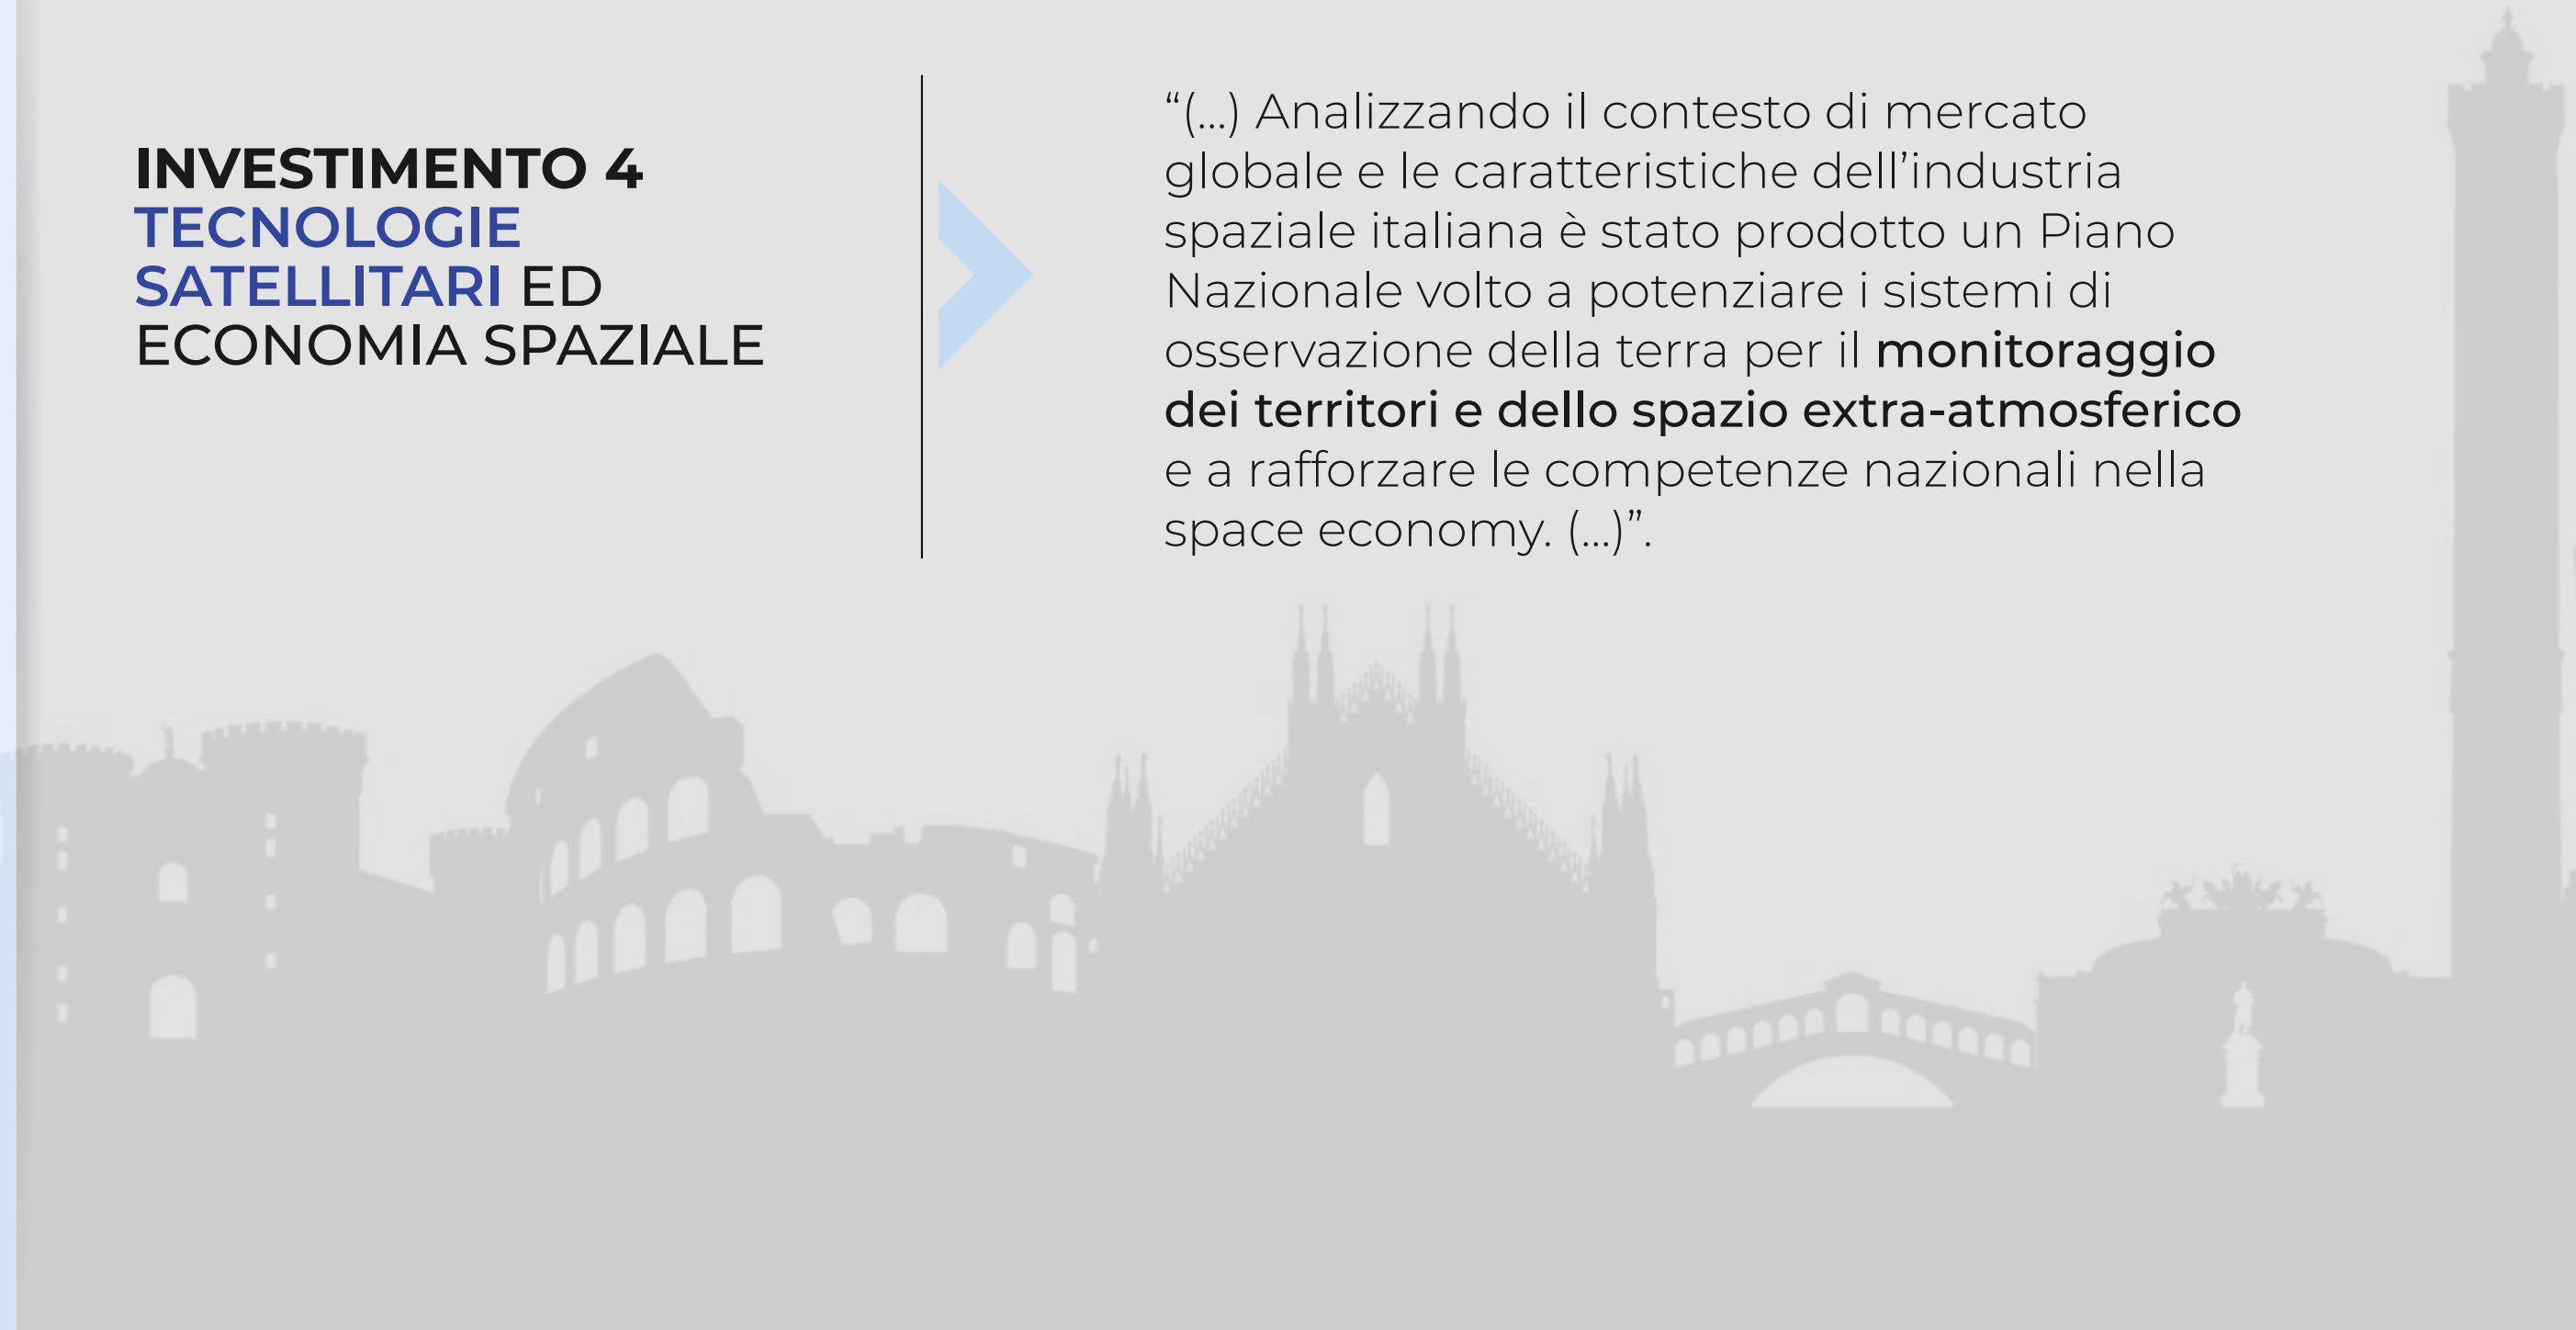 INVESTIMENTO 4
TECNOLOGIE
SATELLITARI ED
ECONOMIA SPAZIALE
“(...) Analizzando il contesto di mercato
globale e le caratteristiche dell’industria
spaziale italiana è stato prodotto un Piano
Nazionale volto a potenziare i sistemi di
osservazione della terra per il monitoraggio
dei territori e dello spazio extra-atmosferico
e a rafforzare le competenze nazionali nella
space economy. (...)”.